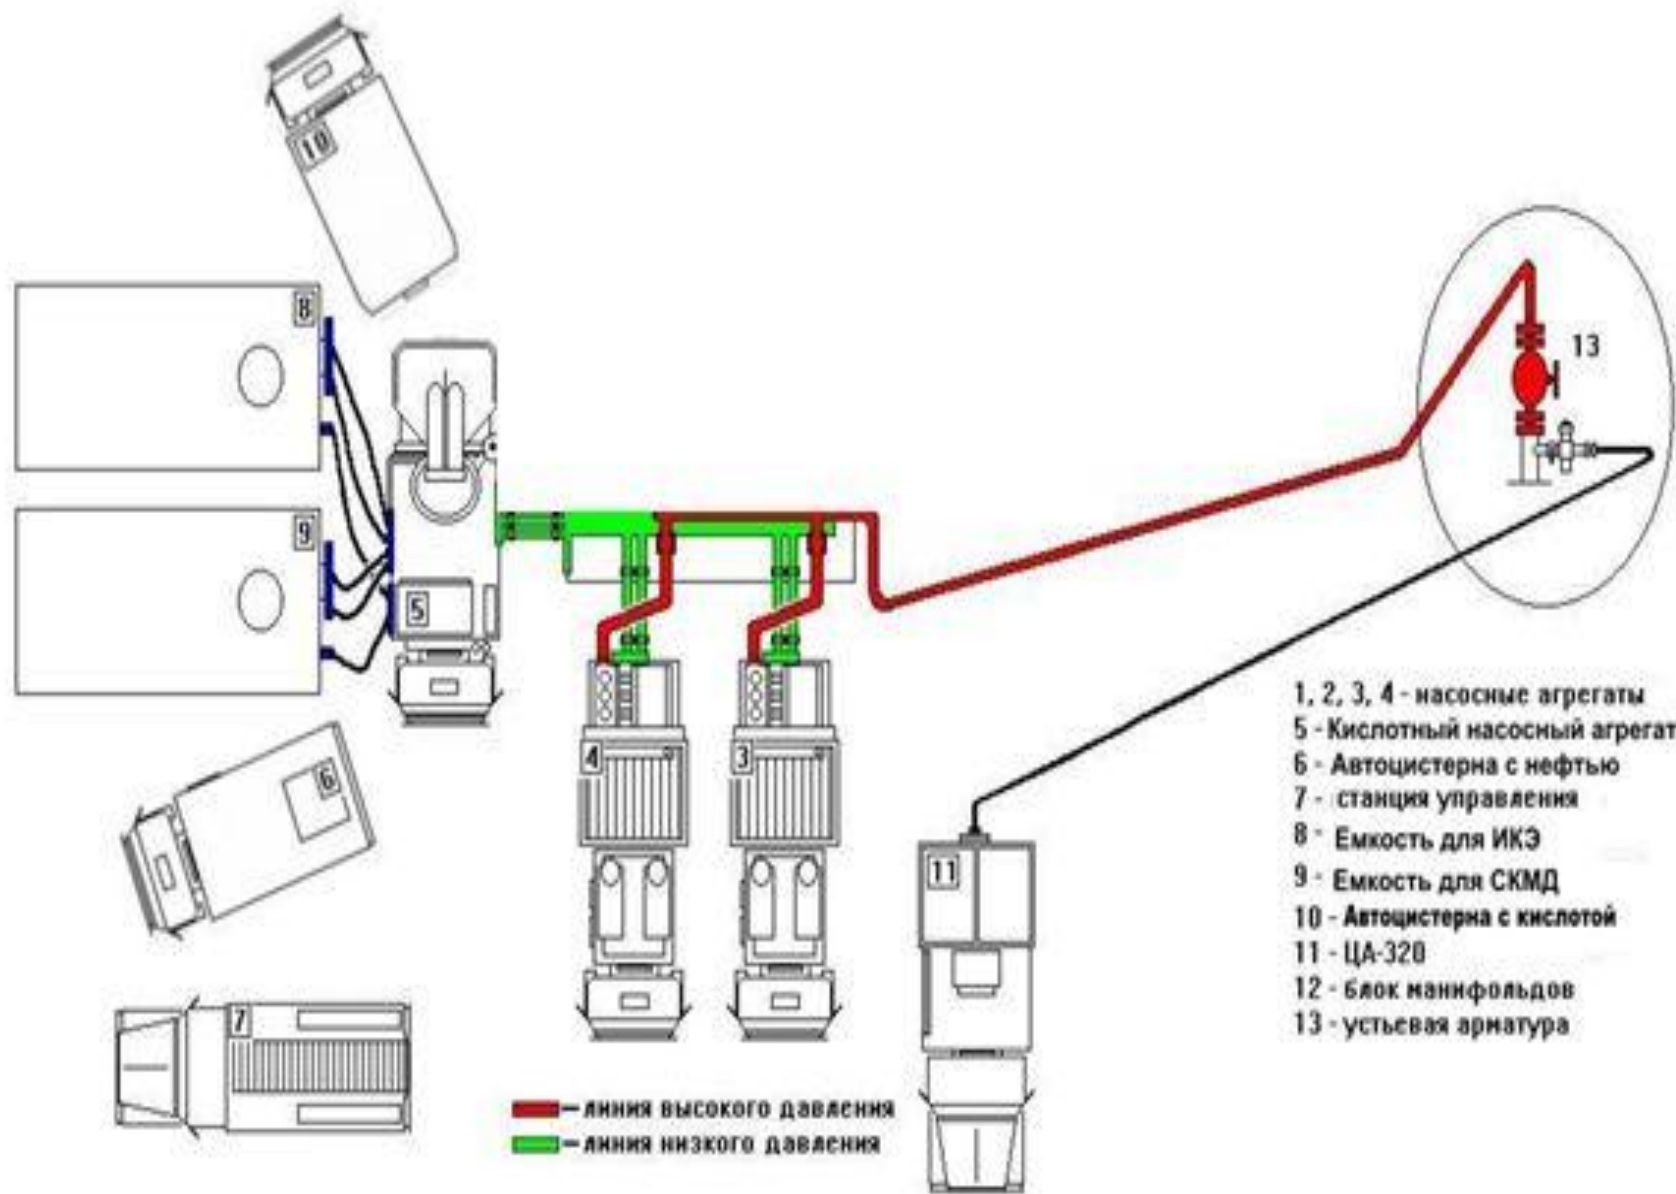 10
8
13
9
5
1, 2, 3, 4 - насосные агрегаты
5 - Кислотный насосный агрегат
4
3
6 - Автоцистерна с нефтью
6
7 - станция управления
8 - Емкость для ИКЭ
11
9 - Емкость для СКМД
10 - Автоцистерна с кислотой
11 - ЦА-320
12 - блок манифольдов
7
13 - устьевая арматура
- линия высокого давления
- линия низкого давления